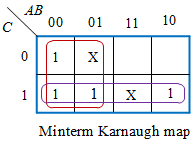 AB
C 00 01 11 10
0 1 X
1 1 1 X 1
Minterm Karnaugh map